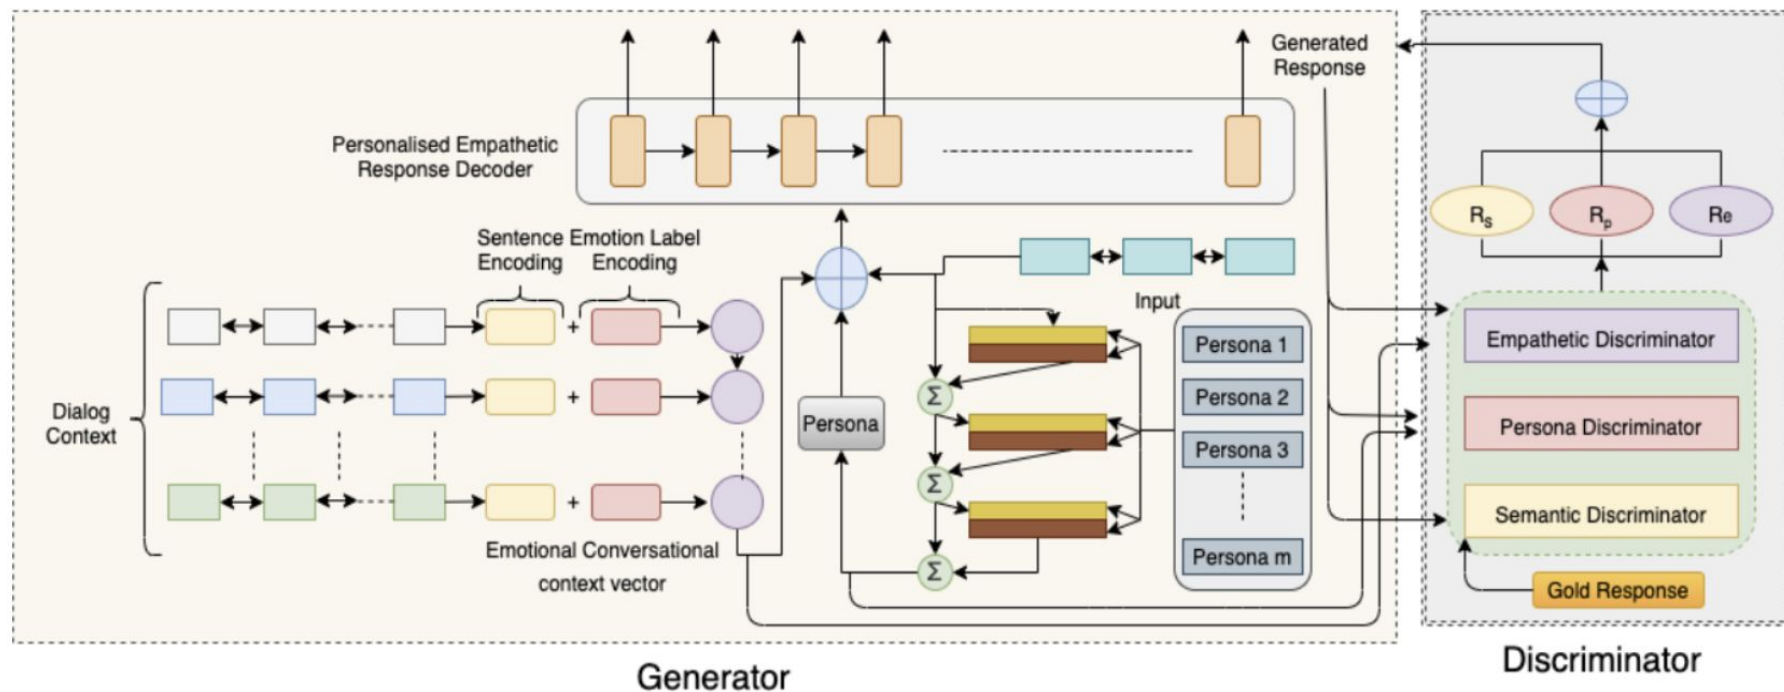 Generated
Response
Personalised Empathetic
Response Decoder
Sentence
Encoding
Emotion Label
Encoding
+
+
+
Dialog
Context
Emotional Conversational
context vector
Persona
Input
Σ
Σ
Σ
Persona 1
Persona 2
Persona 3
Persona m
Generator
Rs
Rp
Re
Empathetic Discriminator
Persona Discriminator
Semantic Discriminator
Gold Response
Discriminator